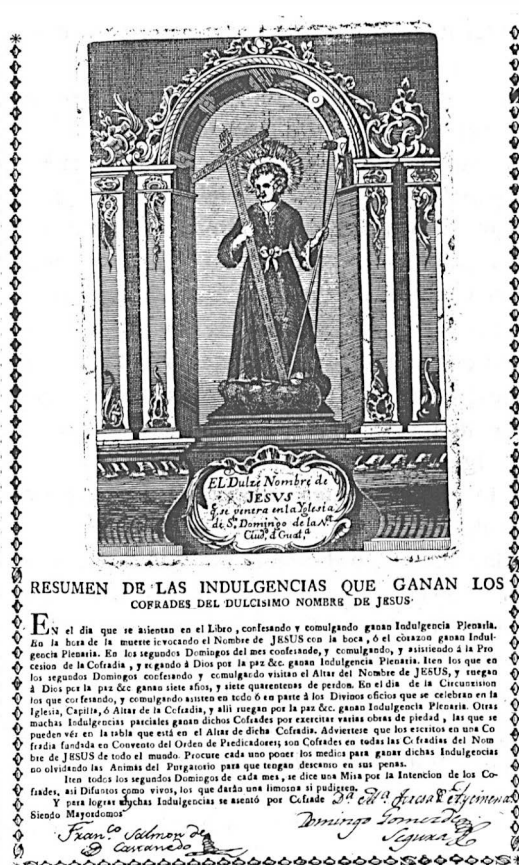 EL Dulze Nombre de
JESVS
q. se venera en la Yglesia
de Sto. Domingo de la Na.
Ciud. d Guat.a
RESUMEN DE LAS INDULGENCIAS QUE GANAN LOS
COFRADES DEL DULCISIMO NOMBRE DE JESUS.
EN el dia que se asientan en el Libro, confesando y comulgando ganan Indulgencia Plenaria.
En la hora de la muerte invocando el Nombre de JESUS con la boca, ó el corazon ganan Indul-
gencia Plenaria. En los segundos Domingos del mes confesando, y comulgando, y asistiendo á la Pro
cesion de la Cofradia, y rogando á Dios por la paz &c. ganan Indulgencia Plenaria. Iten los que en
los segundos Domingos confesando y comulgando visitan el Altar del Nombre de JESUS, y ruegan
á Dios por la paz &c ganan siete años, y siete quarentenas de perdon. En el dia de la Circuncision
los que confesando, y comulgando asisten en todo ó en parte á los Divinos oficios que se celebran en la
Iglesia, Capilla, ó Altar de la Cofradia, y alli ruegan por la paz &c. ganan Indulgencia Plenaria. Otras
muchas Indulgencias parciales ganan dichos Cofrades por exercitar varias obras de piedad, las que se
pueden vér en la tabla que está en el Altar de dicha Cofradia. Adviertese que los escritos en una Co
fradia fundada en Convento del Orden de Predicadores, son Cofrades en todas las Cofradias del Nom
bre de JESUS de todo el mundo. Procure cada uno poner los medios para ganar dichas Indulgencias
no olvidando las Animas del Purgatorio para que tengan descanso en sus penas.
Iten todos los segundos Domingos de cada mes, se dice una Misa por la Intencion de los Co-
frades, asi Difuntos como vivos, los que darán una limosna si pudieren.
Y para lograr muchas Indulgencias se asentó por Cofrade Da. Ma.
Siendo Mayordomos
Domingo
Franco. Salmon de
Segura